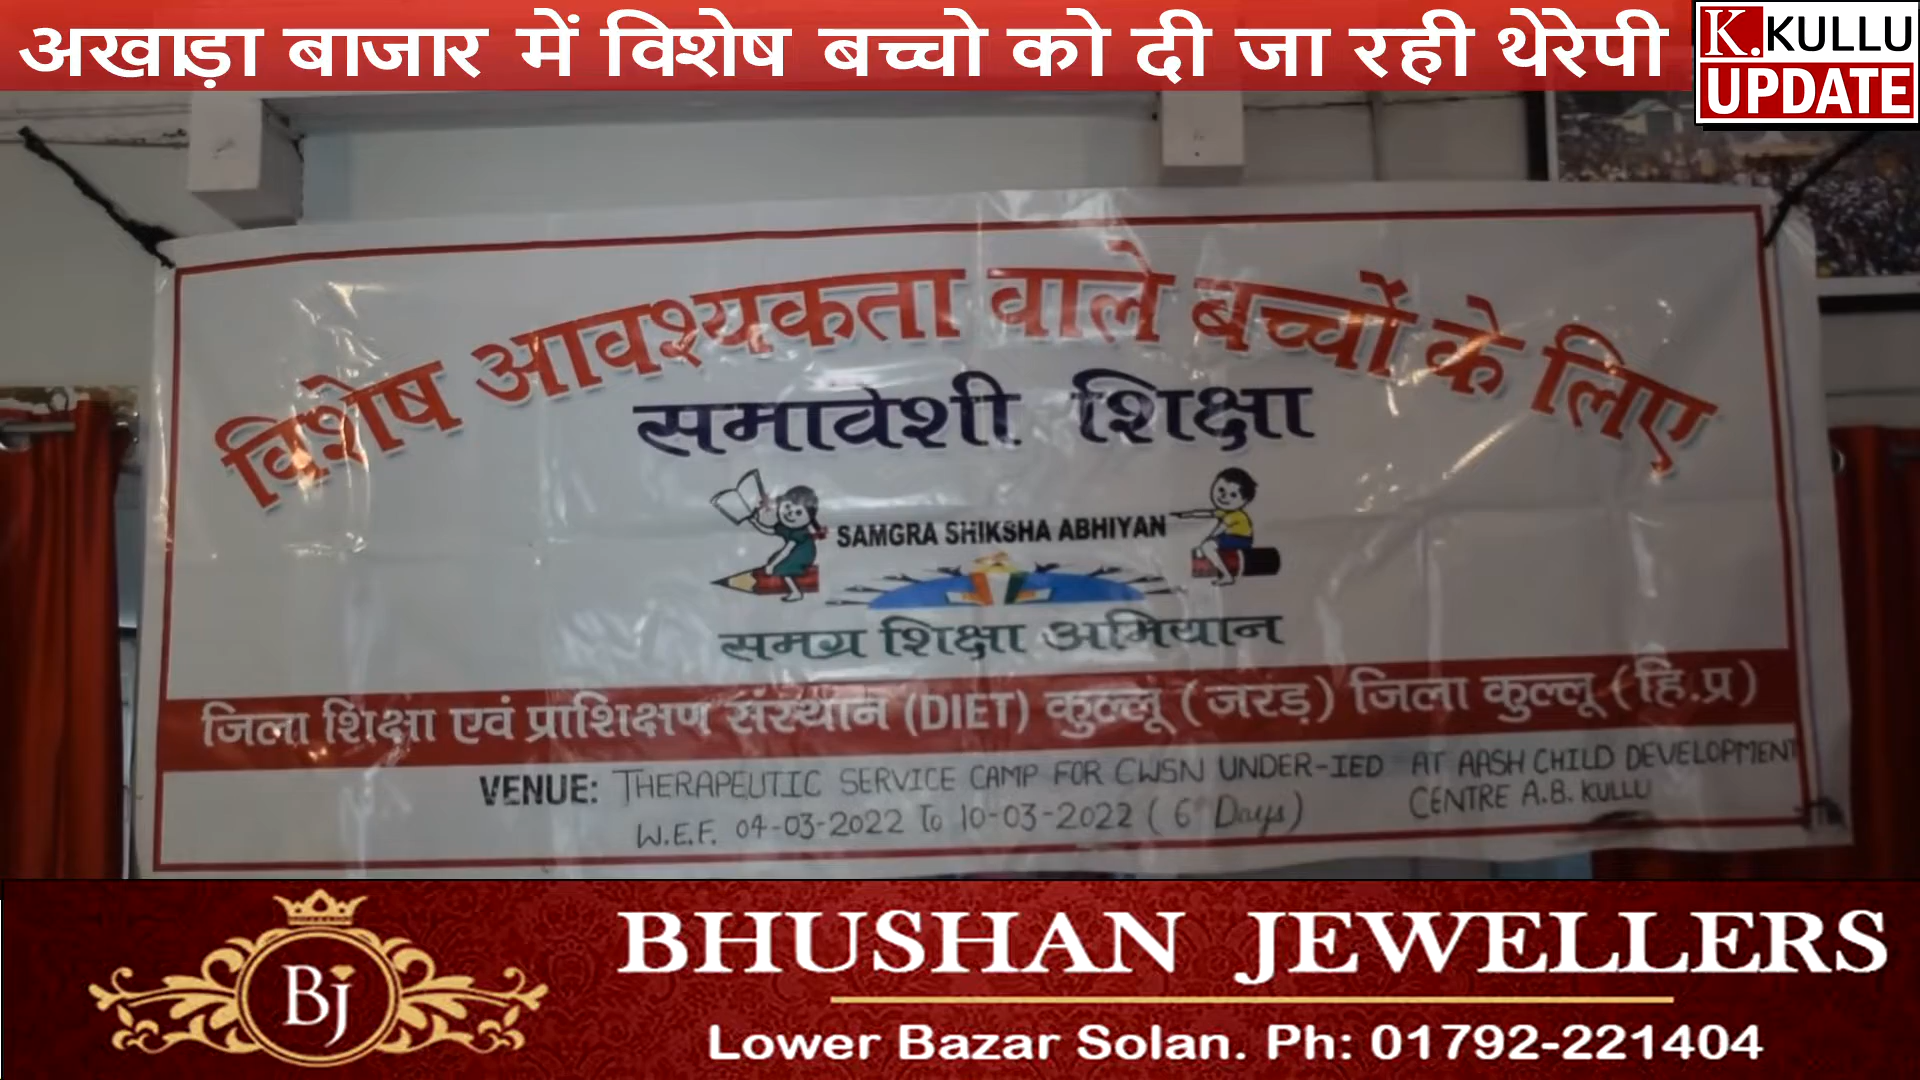 अखाड़ा बाजार में विशेष बच्चो को दी जा रही थेरेपी
K.KULLU
UPDATE
विशेष आवश्यकता वाले बच्चों के लिए
समावेशी शिक्षा
SAMGRA SHIKSHA ABHIYAN
समग्र शिक्षा अभियान
जिला शिक्षा एवं प्राशिक्षण संस्थान (DIET) कुल्लू (जरड़) जिला कुल्लू (हि.प्र)
VENUE: THERAPEUTIC SERVICE CAMP FOR CWSN UNDER-IED AT AASH CHILD DEVELOPMENT
CENTRE A.B. KULLU
W.E.F. 04-03-2022 To 10-03-2022 ( 6 Days)
Bj
BHUSHAN JEWELLERS
Lower Bazar Solan. Ph: 01792-221404